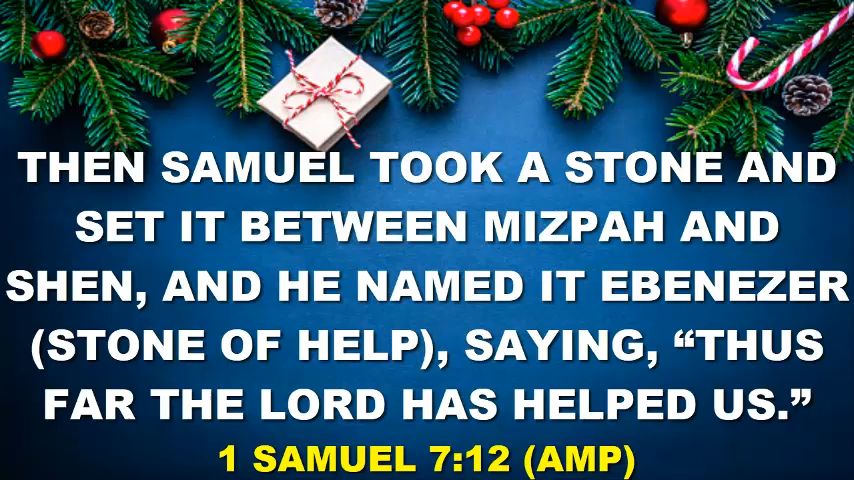 THEN SAMUEL TOOK A STONE AND
SET IT BETWEEN MIZPAH AND
SHEN, AND HE NAMED IT EBENEZER
(STONE OF HELP), SAYING, “THUS
FAR THE LORD HAS HELPED US.”
1 SAMUEL 7:12 (AMP)